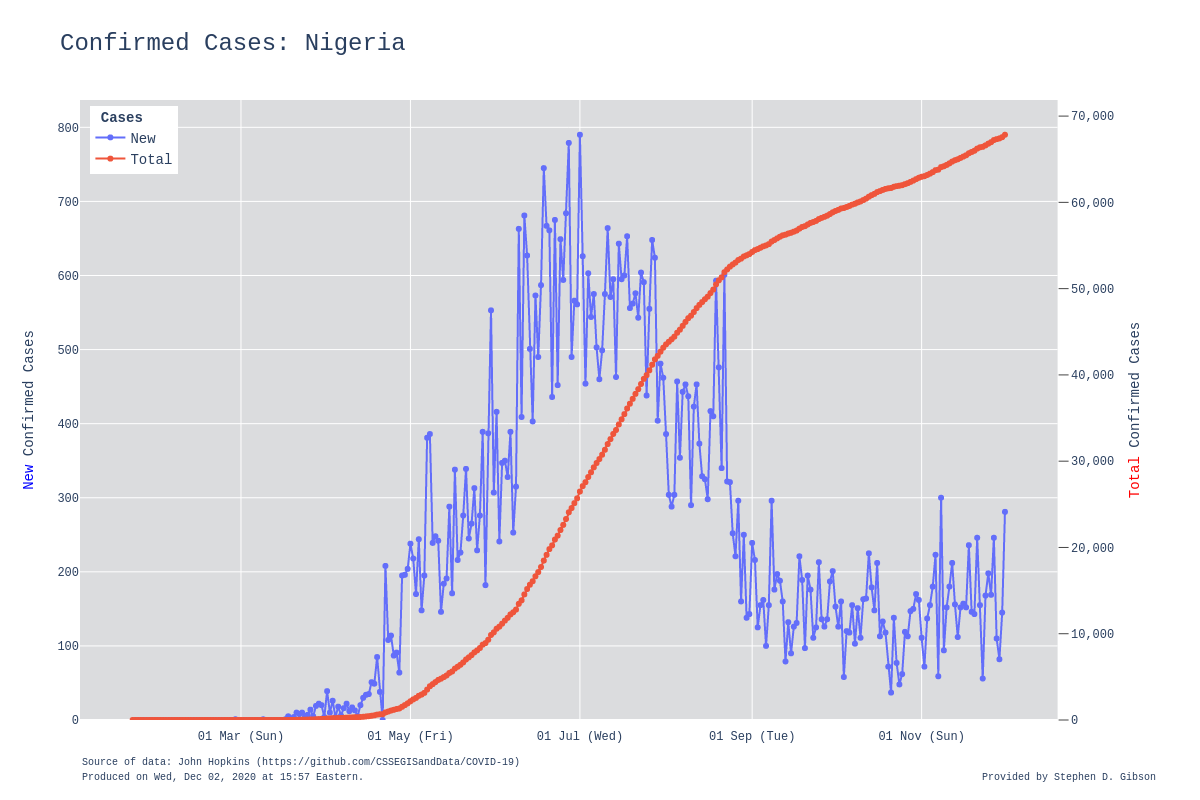 Confirmed Cases: Nigeria
Cases
New
Total
800
700
600
500
400
300
200
100
0
70,000
60,000
50,000
40,000
30,000
20,000
10,000
0
New Confirmed Cases
Total Confirmed Cases
01 Mar (Sun)
01 May (Fri)
01 Jul (Wed)
01 Sep (Tue)
01 Nov (Sun)
Source of data: John Hopkins (https://github.com/CSSEGISandData/COVID-19)
Produced on Wed, Dec 02, 2020 at 15:57 Eastern.
Provided by Stephen D. Gibson